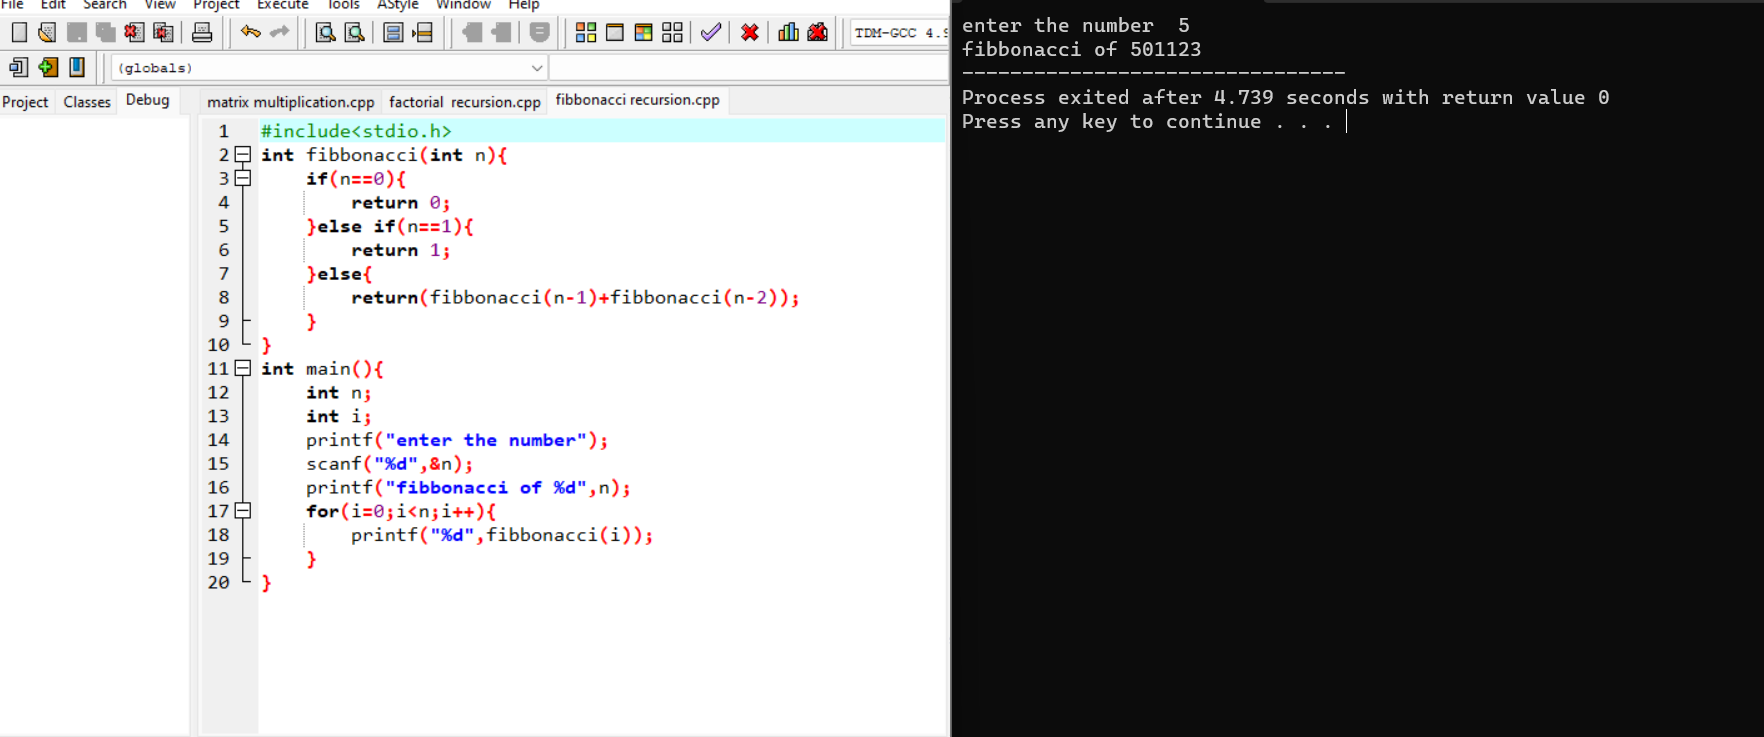 File Edit Search View Project Execute Tools AStyle Window Help
TDM-GCC 4.9
(globals)
Project Classes Debug
matrix multiplication.cpp factorial recursion.cpp fibbonacci recursion.cpp
1 #include<stdio.h>
2 int fibbonacci(int n){
3 if(n==0){
4 return 0;
5 }else if(n==1){
6 return 1;
7 }else{
8 return(fibbonacci(n-1)+fibbonacci(n-2));
9 }
10 }
11 int main(){
12 int n;
13 int i;
14 printf("enter the number");
15 scanf("%d",&n);
16 printf("fibbonacci of %d",n);
17 for(i=0;i<n;i++){
18 printf("%d",fibbonacci(i));
19 }
20 }
enter the number 5
fibbonacci of 501123
--------------------------------
Process exited after 4.739 seconds with return value 0
Press any key to continue . . .